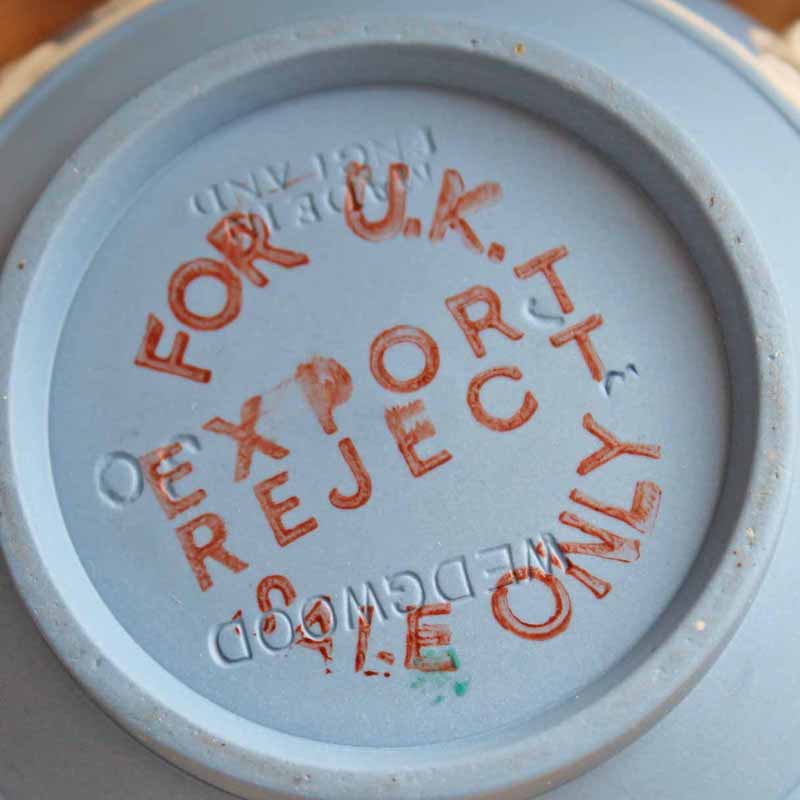 FOR U.K.
EXPORT
REJECT
SALE ONLY
WEDGWOOD
MADE IN
ENGLAND